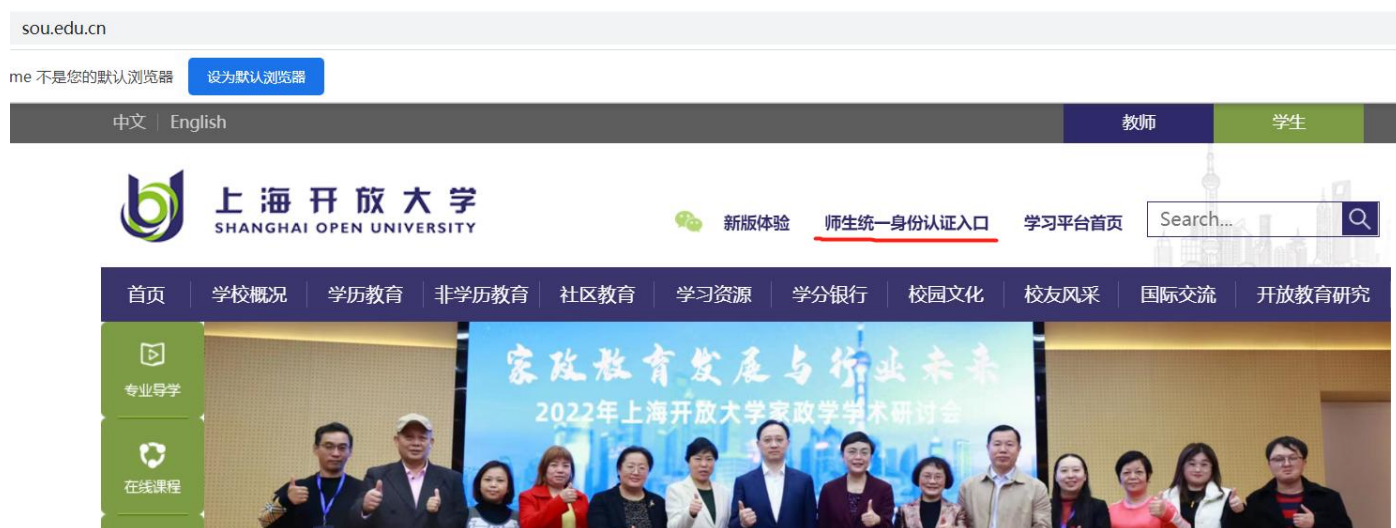 sou.edu.cn
me 不是您的默认浏览器 设为默认浏览器
中文 English 教师 学生
上海开放大学
SHANGHAI OPEN UNIVERSITY
新版体验 师生统一身份认证入口 学习平台首页 Search...
首页 学校概况 学历教育 非学历教育 社区教育 学习资源 学分银行 校园文化 校友风采 国际交流 开放教育研究
专业导学
在线课程
家政教育发展与行业未来
2022年上海开放大学家政学学术研讨会